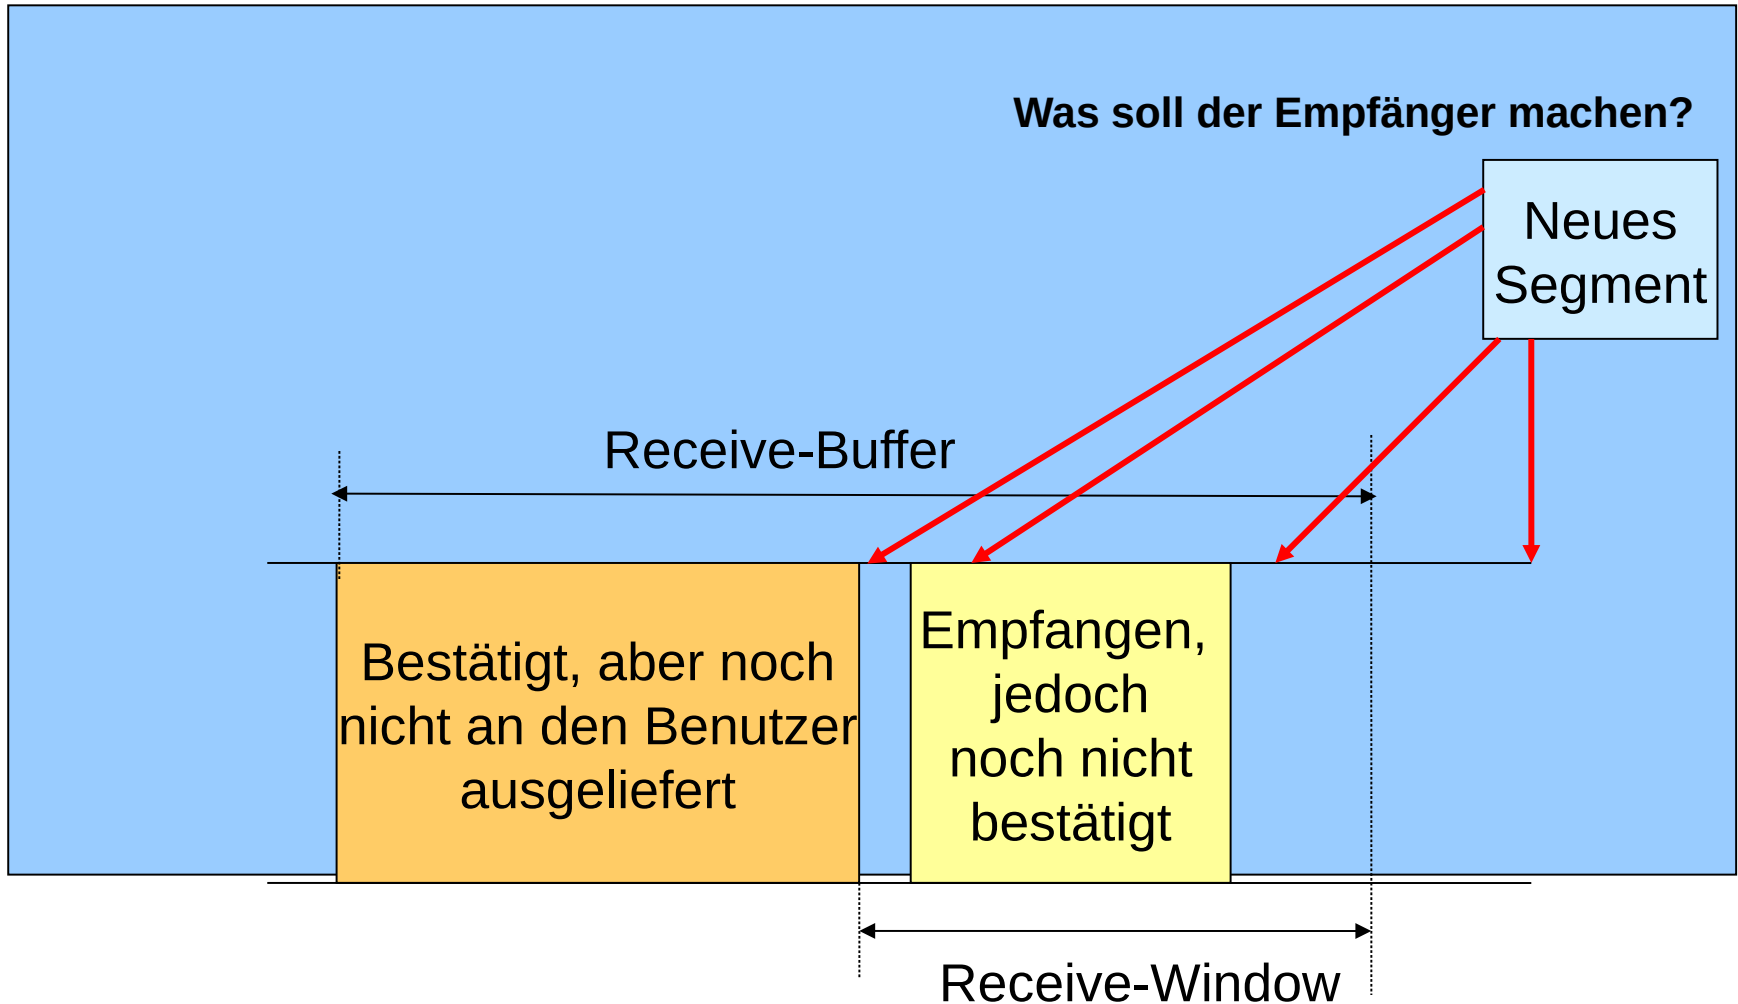 Was soll der Empfänger machen?
Neues
Segment
Receive-Buffer
Bestätigt, aber noch
nicht an den Benutzer
ausgeliefert
Empfangen,
jedoch
noch nicht
bestätigt
Receive-Window